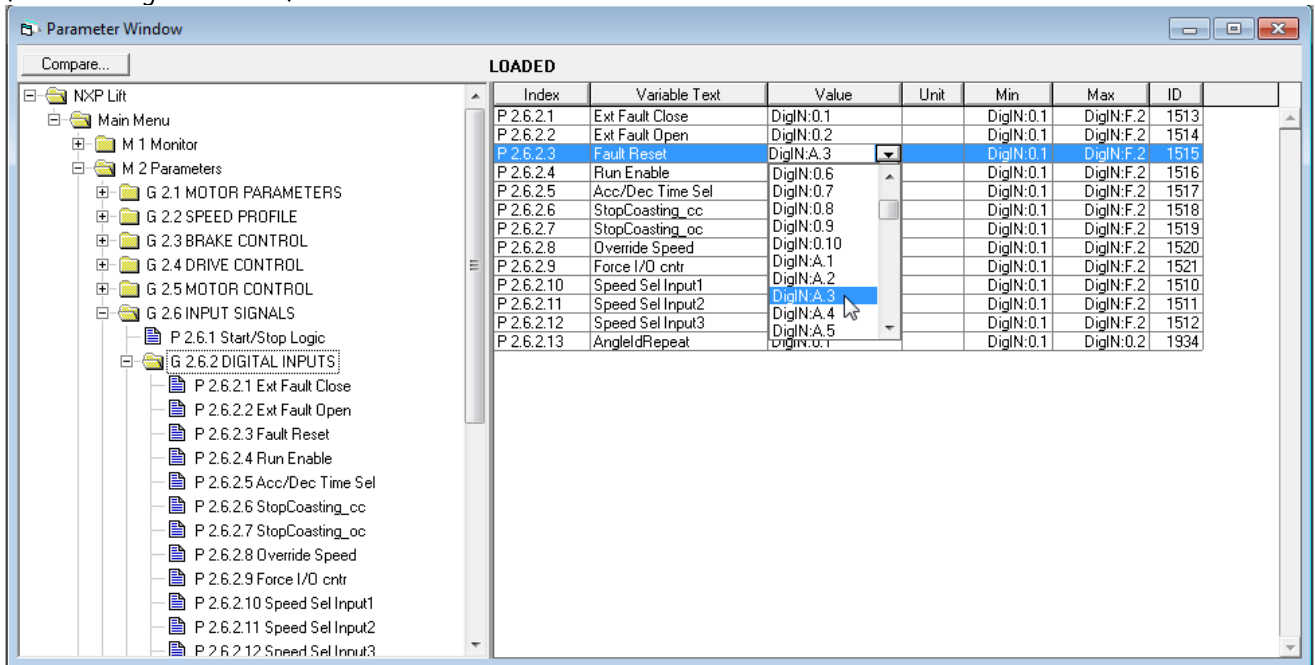 Parameter Window
Compare...
LOADED
NXP Lift
Main Menu
M 1 Monitor
M 2 Parameters
G 2.1 MOTOR PARAMETERS
G 2.2 SPEED PROFILE
G 2.3 BRAKE CONTROL
G 2.4 DRIVE CONTROL
G 2.5 MOTOR CONTROL
G 2.6 INPUT SIGNALS
P 2.6.1 Start/Stop Logic
G 2.6.2 DIGITAL INPUTS
P 2.6.2.1 Ext Fault Close
P 2.6.2.2 Ext Fault Open
P 2.6.2.3 Fault Reset
P 2.6.2.4 Run Enable
P 2.6.2.5 Acc/Dec Time Sel
P 2.6.2.6 StopCoasting_cc
P 2.6.2.7 StopCoasting_oc
P 2.6.2.8 Override Speed
P 2.6.2.9 Force I/O cntr
P 2.6.2.10 Speed Sel Input1
P 2.6.2.11 Speed Sel Input2
P 2.6.2.12 Speed Sel Input3
Index Variable Text Value Unit Min Max ID
P 2.6.2.1 Ext Fault Close DigIN:0.1 DigIN:0.1 DigIN:F.2 1513
P 2.6.2.2 Ext Fault Open DigIN:0.2 DigIN:0.1 DigIN:F.2 1514
P 2.6.2.3 Fault Reset DigIN:A.3 DigIN:0.1 DigIN:F.2 1515
P 2.6.2.4 Run Enable DigIN:0.1 DigIN:F.2 1516
P 2.6.2.5 Acc/Dec Time Sel DigIN:0.1 DigIN:F.2 1517
P 2.6.2.6 StopCoasting_cc DigIN:0.1 DigIN:F.2 1518
P 2.6.2.7 StopCoasting_oc DigIN:0.1 DigIN:F.2 1519
P 2.6.2.8 Override Speed DigIN:0.1 DigIN:F.2 1520
P 2.6.2.9 Force I/O cntr DigIN:0.1 DigIN:F.2 1521
P 2.6.2.10 Speed Sel Input1 DigIN:0.1 DigIN:F.2 1510
P 2.6.2.11 Speed Sel Input2 DigIN:0.1 DigIN:F.2 1511
P 2.6.2.12 Speed Sel Input3 DigIN:0.1 DigIN:F.2 1512
P 2.6.2.13 AngleIdRepeat DigIN:0.1 DigIN:0.1 DigIN:0.2 1934
DigIN:0.6
DigIN:0.7
DigIN:0.8
DigIN:0.9
DigIN:0.10
DigIN:A.1
DigIN:A.2
DigIN:A.3
DigIN:A.4
DigIN:A.5